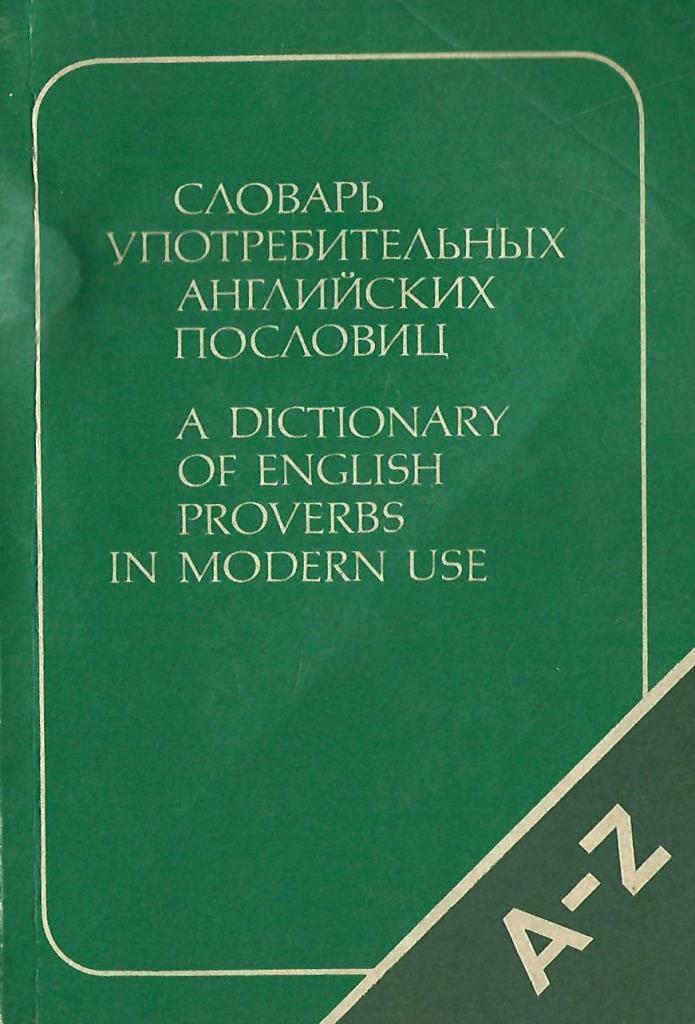 СЛОВАРЬ
УПОТРЕБИТЕЛЬНЫХ
АНГЛИЙСКИХ
ПОСЛОВИЦ
A DICTIONARY
OF ENGLISH
PROVERBS
IN MODERN USE
A-Z